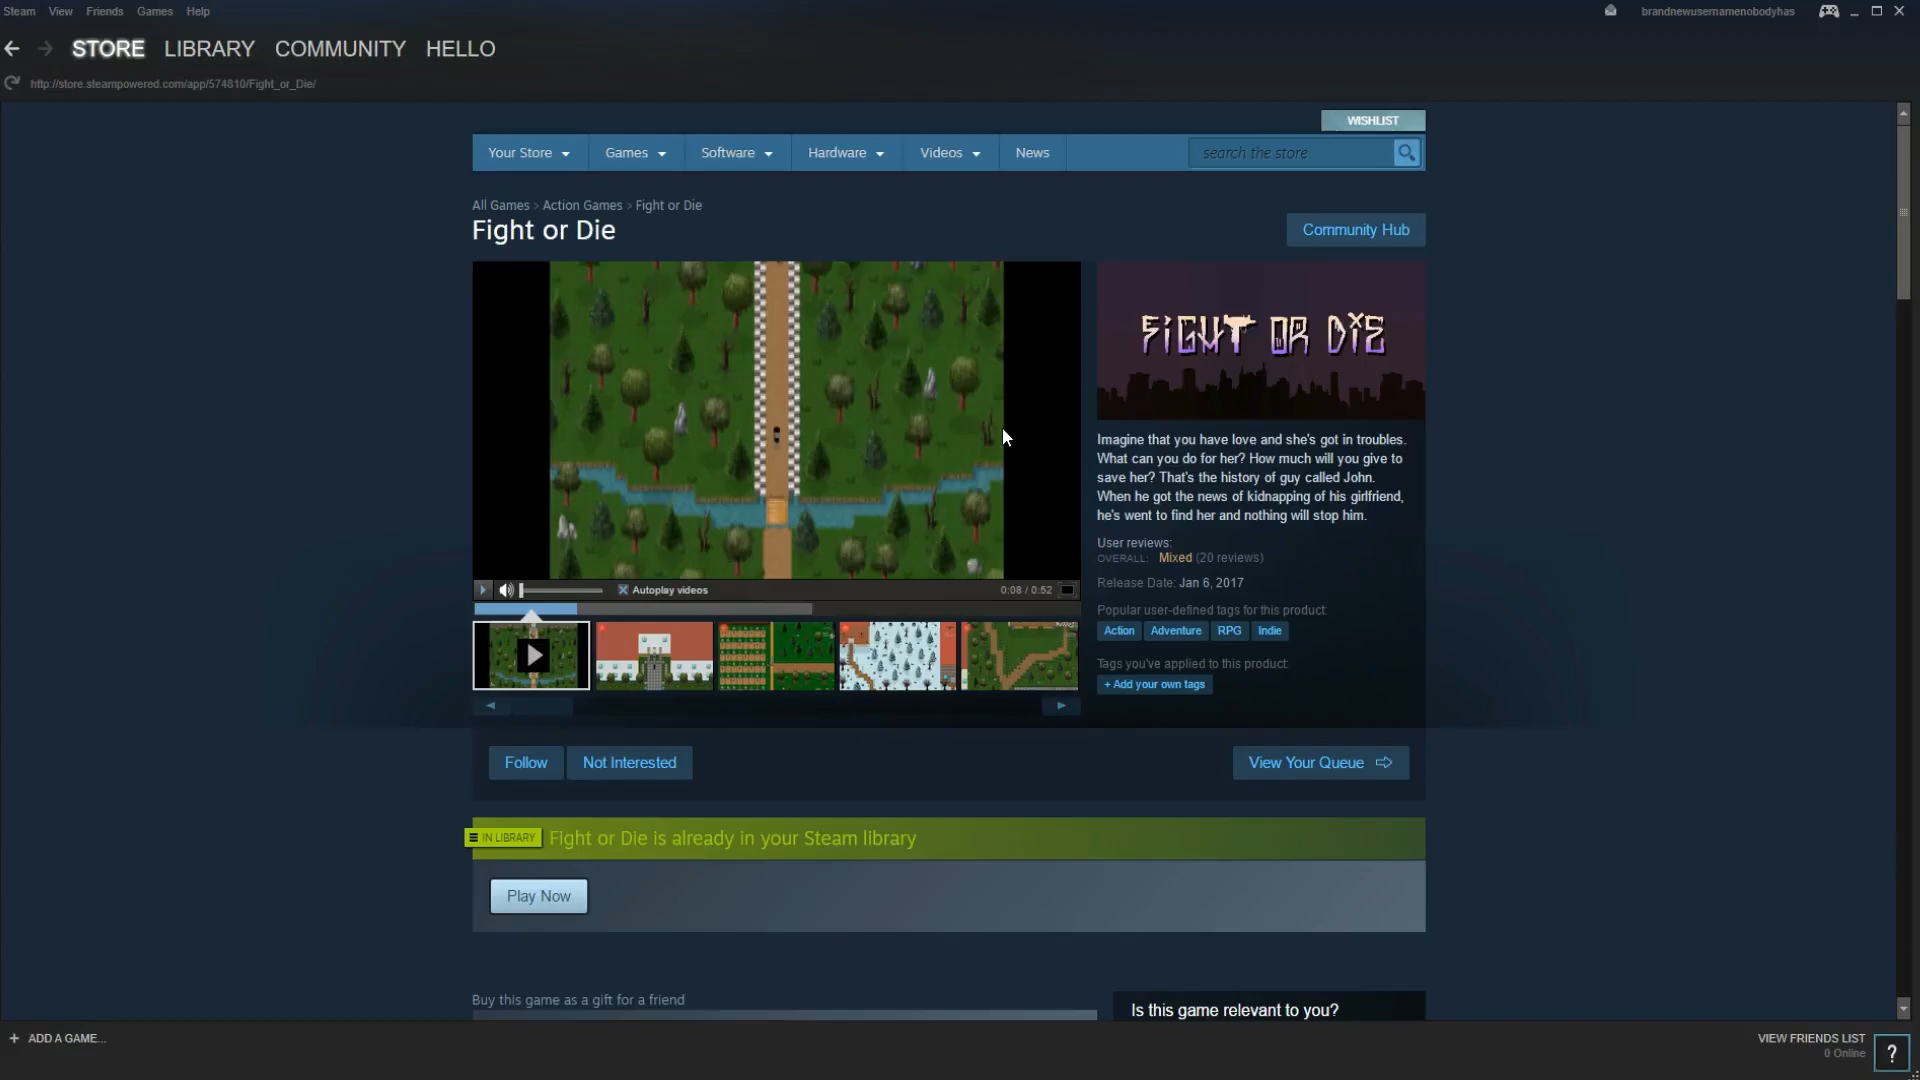 Steam View Friends Games Help
brandnewusernamenobodyhas
STORE LIBRARY COMMUNITY HELLO
http://store.steampowered.com/app/574810/Fight_or_Die/
WISHLIST
Your Store Games Software Hardware Videos News
search the store
All Games > Action Games > Fight or Die
Fight or Die
Community Hub
FIGHT OR DIE
Imagine that you have love and she's got in troubles.
What can you do for her? How much will you give to
save her? That's the history of guy called John.
When he got the news of kidnapping of his girlfriend,
he's went to find her and nothing will stop him.
User reviews:
OVERALL: Mixed (20 reviews)
Release Date: Jan 6, 2017
Popular user-defined tags for this product:
Action Adventure RPG Indie
Tags you've applied to this product:
+ Add your own tags
Autoplay videos
0:08 / 0:52
Follow Not Interested
View Your Queue
IN LIBRARY
Fight or Die is already in your Steam library
Play Now
Buy this game as a gift for a friend
Is this game relevant to you?
+ ADD A GAME...
VIEW FRIENDS LIST
0 Online
?